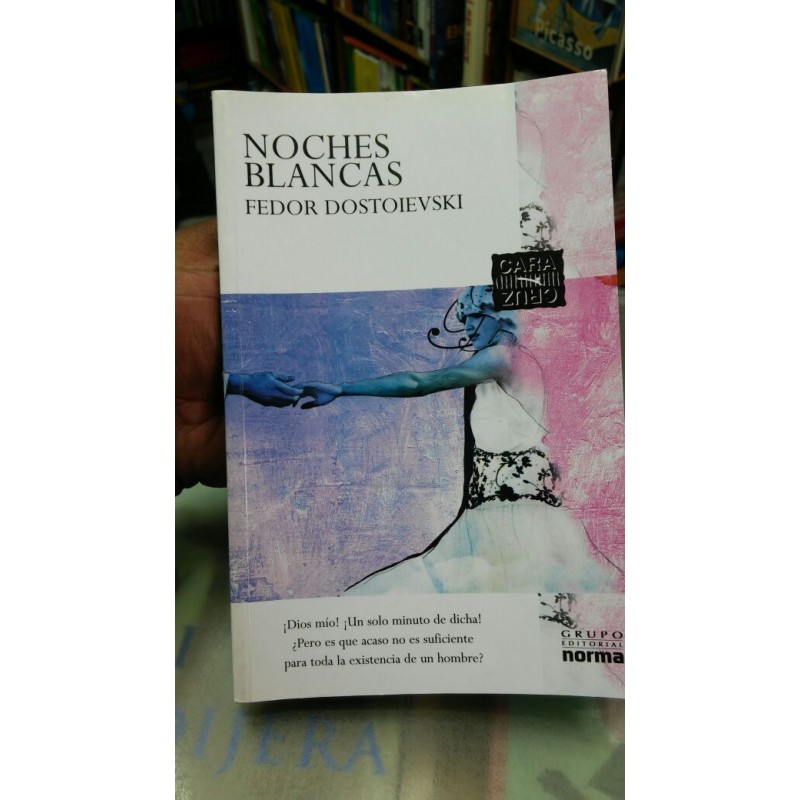 Picasso
NOCHES
BLANCAS
FEDOR DOSTOIEVSKI
CARA
CRUZ
¡Dios mío! ¡Un solo minuto de dicha!
¿Pero es que acaso no es suficiente
para toda la existencia de un hombre?
GRUPO
EDITORIAL
norma
DIJERA